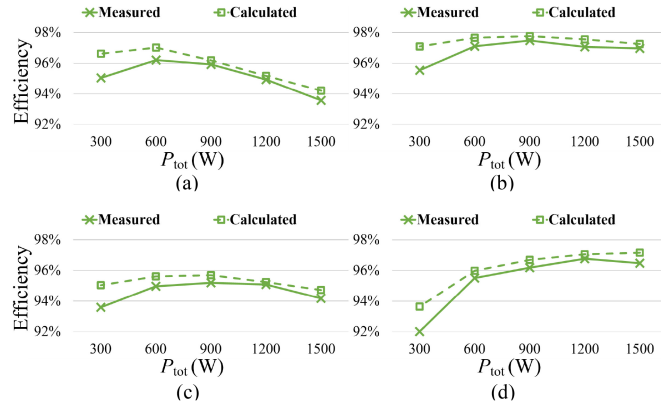 Measured Calculated
Measured Calculated
98%
96%
94%
92%
Efficiency
300 600 900 1200 1500
Ptot (W)
(a)
98%
96%
94%
92%
300 600 900 1200 1500
Ptot (W)
(b)
Measured Calculated
Measured Calculated
98%
96%
94%
92%
Efficiency
300 600 900 1200 1500
Ptot (W)
(c)
98%
96%
94%
92%
300 600 900 1200 1500
Ptot (W)
(d)